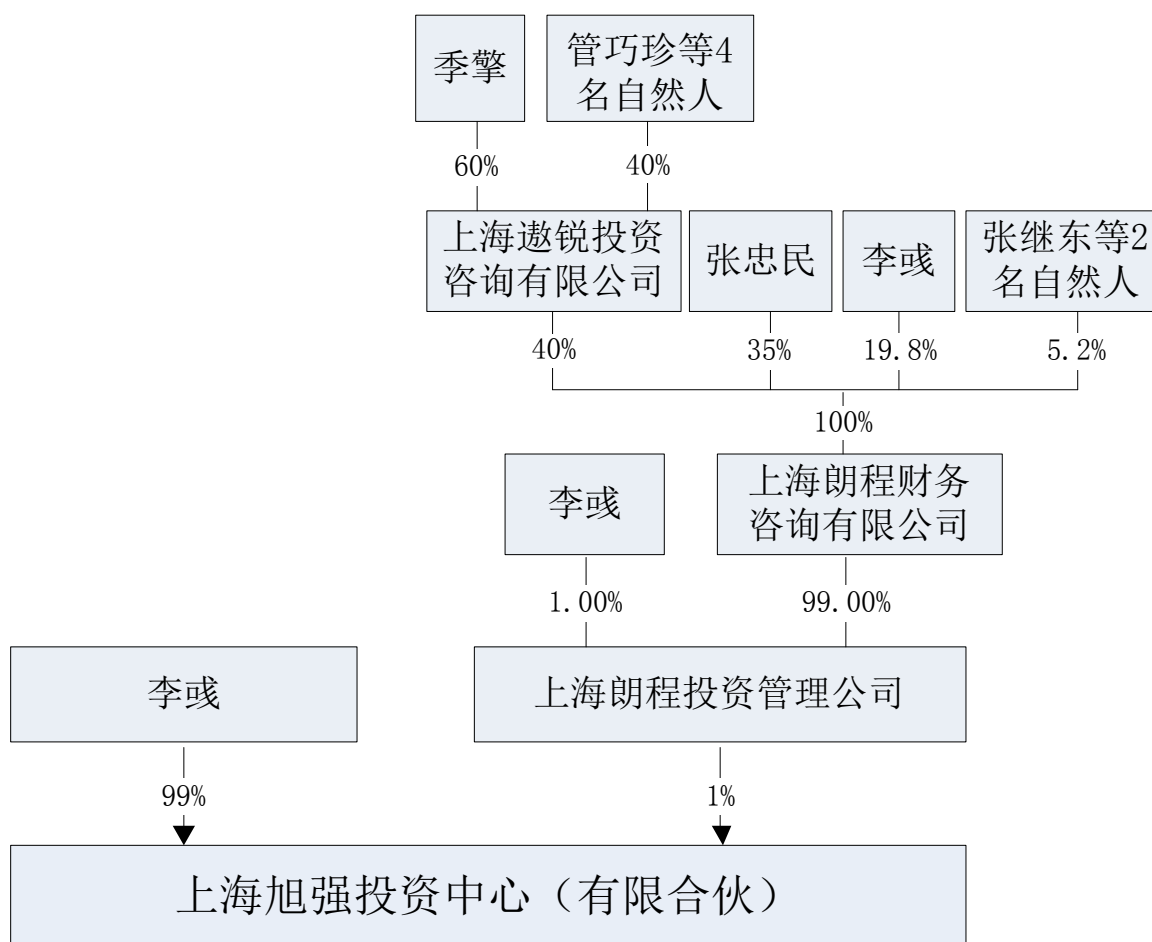 季擎
管巧珍等4
名自然人
60%
40%
上海遨锐投资
咨询有限公司
张忠民
李彧
张继东等2
名自然人
40%
35%
19.8%
5.2%
100%
李彧
上海朗程财务
咨询有限公司
1.00%
99.00%
李彧
上海朗程投资管理公司
99%
1%
上海旭强投资中心（有限合伙）